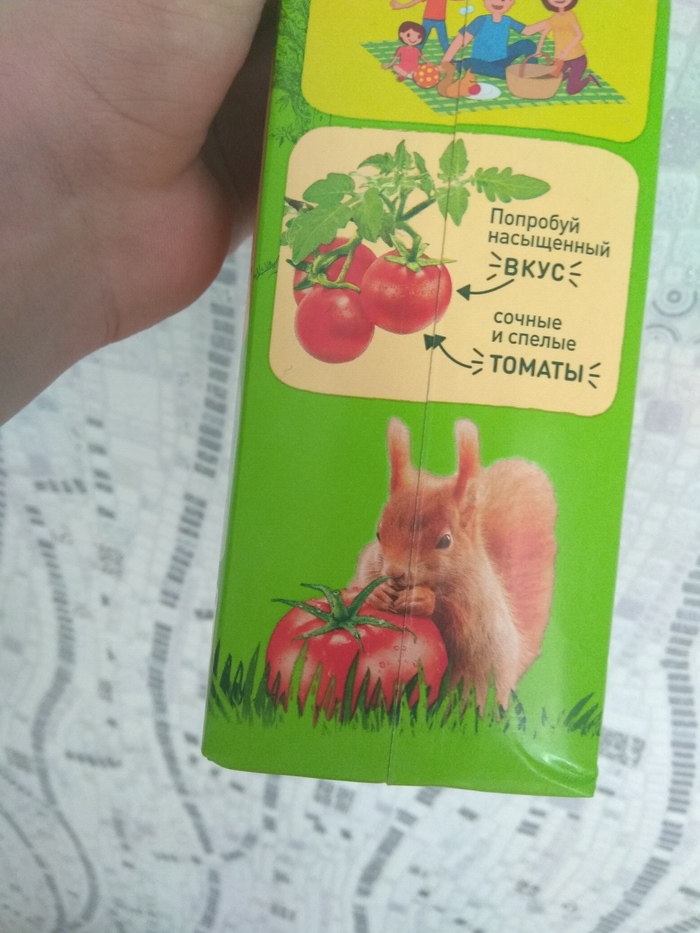 Попробуй
насыщенный
ВКУС
сочные
и спелые
ТОМАТЫ